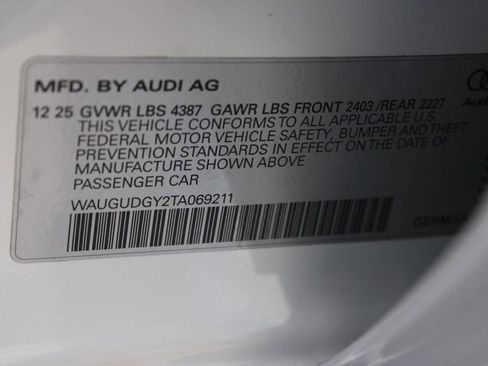 MFD. BY AUDI AG
12 25 GVWR LBS 4387 GAWR LBS FRONT 2403 /REAR 2227
THIS VEHICLE CONFORMS TO ALL APPLICABLE U.S.
FEDERAL MOTOR VEHICLE SAFETY, BUMPER AND THEFT
PREVENTION STANDARDS IN EFFECT ON THE DATE OF
MANUFACTURE SHOWN ABOVE
PASSENGER CAR
WAUGUDGY2TA069211
GERMAN
Aud